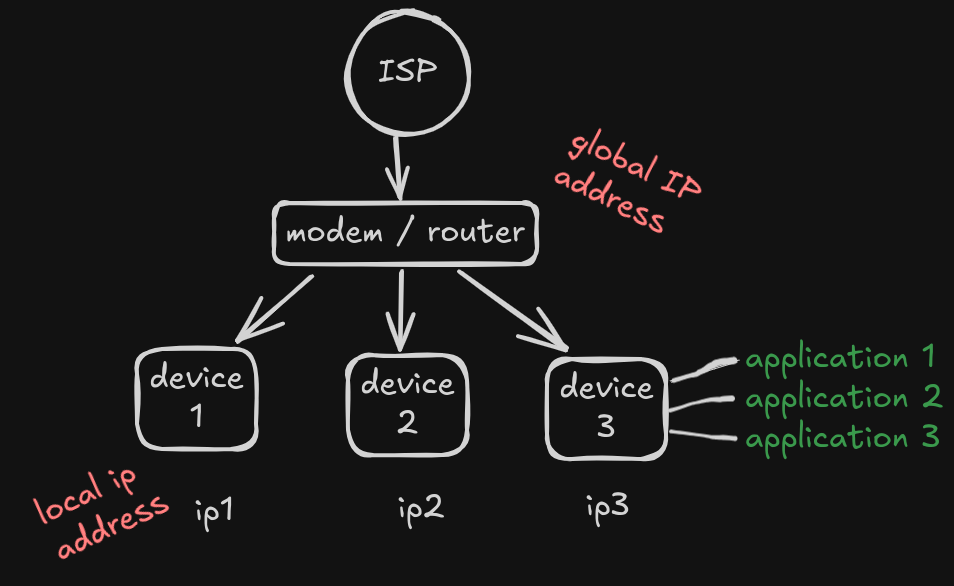 ISP
global IP
address
modem / router
device
1
device
2
device
3
application 1
application 2
application 3
local ip
address
ip1
ip2
ip3